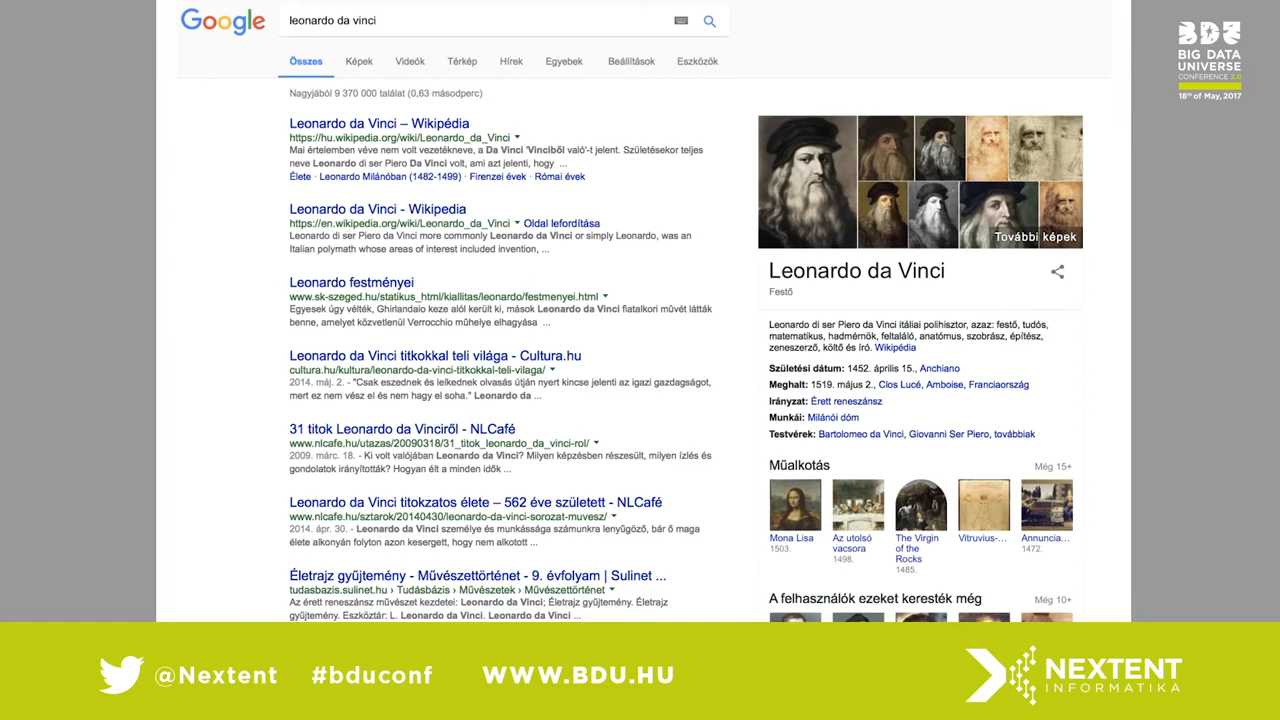 Google
leonardo da vinci
Összes Képek Videók Térkép Hírek Egyebek Beállítások Eszközök
Nagyjából 9 370 000 találat (0,63 másodperc)
Leonardo da Vinci – Wikipédia
https://hu.wikipedia.org/wiki/Leonardo_da_Vinci
Mai értelemben véve nem volt vezetékneve, a Da Vinci 'Vinciből való'-t jelent. Születésekor teljes
neve Leonardo di ser Piero Da Vinci volt, ami azt jelenti, hogy ...
Élete · Leonardo Milánóban (1482-1499) · Firenzei évek · Római évek
Leonardo da Vinci - Wikipedia
https://en.wikipedia.org/wiki/Leonardo_da_Vinci Oldal lefordítása
Leonardo di ser Piero da Vinci more commonly Leonardo da Vinci or simply Leonardo, was an
Italian polymath whose areas of interest included invention, ...
Leonardo festményei
www.sk-szeged.hu/statikus_html/kiallitas/leonardo/festmenyei.html
Egyesek úgy vélték, Ghirlandaio keze alól került ki, mások Leonardo da Vinci fiatalkori művét látták
benne, amelyet közvetlenül Verrocchio műhelye elhagyása ...
Leonardo da Vinci titkokkal teli világa - Cultura.hu
cultura.hu/kultura/leonardo-da-vinci-titkokkal-teli-vilaga/
2014. máj. 2. - "Csak eszednek és lelkednek olvasás útján nyert kincse jelenti az igazi gazdagságot,
mert ez nem vész el és nem hagy el soha." Leonardo da ...
31 titok Leonardo da Vinciről - NLCafé
www.nlcafe.hu/utazas/20090318/31_titok_leonardo_da_vinci-rol/
2009. márc. 18. - Ki volt valójában Leonardo da Vinci? Milyen képzésben részesült, milyen ízlés és
gondolatok irányították? Hogyan élt a minden idők ...
Leonardo da Vinci titokzatos élete – 562 éve született - NLCafé
www.nlcafe.hu/sztarok/20140430/leonardo-da-vinci-sorozat-muvesz/
2014. ápr. 30. - Leonardo da Vinci személye és munkássága számunkra lenyűgöző, bár ő maga
élete alkonyán folyton azon kesergett, hogy nem alkotott ...
Életrajz gyűjtemény - Művészettörténet - 9. évfolyam | Sulinet ...
tudasbazis.sulinet.hu › Tudásbázis › Művészetek › Művészettörténet
Az érett reneszánsz művészet kezdetei: Leonardo da Vinci; Életrajz gyűjtemény. Életrajz
gyűjtemény. Eszköztár: L. Leonardo da Vinci. Leonardo da Vinci ...
További képek
Leonardo da Vinci
Festő
Leonardo di ser Piero da Vinci itáliai polihisztor, azaz: festő, tudós,
matematikus, hadmérnök, feltaláló, anatómus, szobrász, építész,
zeneszerző, költő és író. Wikipédia
Születési dátum: 1452. április 15., Anchiano
Meghalt: 1519. május 2., Clos Lucé, Amboise, Franciaország
Irányzat: Érett reneszánsz
Munkái: Milánói dóm
Testvérek: Bartolomeo da Vinci, Giovanni Ser Piero, továbbiak
Műalkotás Még 15+
Mona Lisa
1503.
Az utolsó
vacsora
1498.
The Virgin
of the
Rocks
1485.
Vitruvius-...
Annuncia...
1472.
A felhasználók ezeket keresték még Még 10+
BDU
BIG DATA
UNIVERSE
CONFERENCE 2.0
18th of May, 2017
@Nextent #bduconf WWW.BDU.HU
NEXTENT
INFORMATIKA